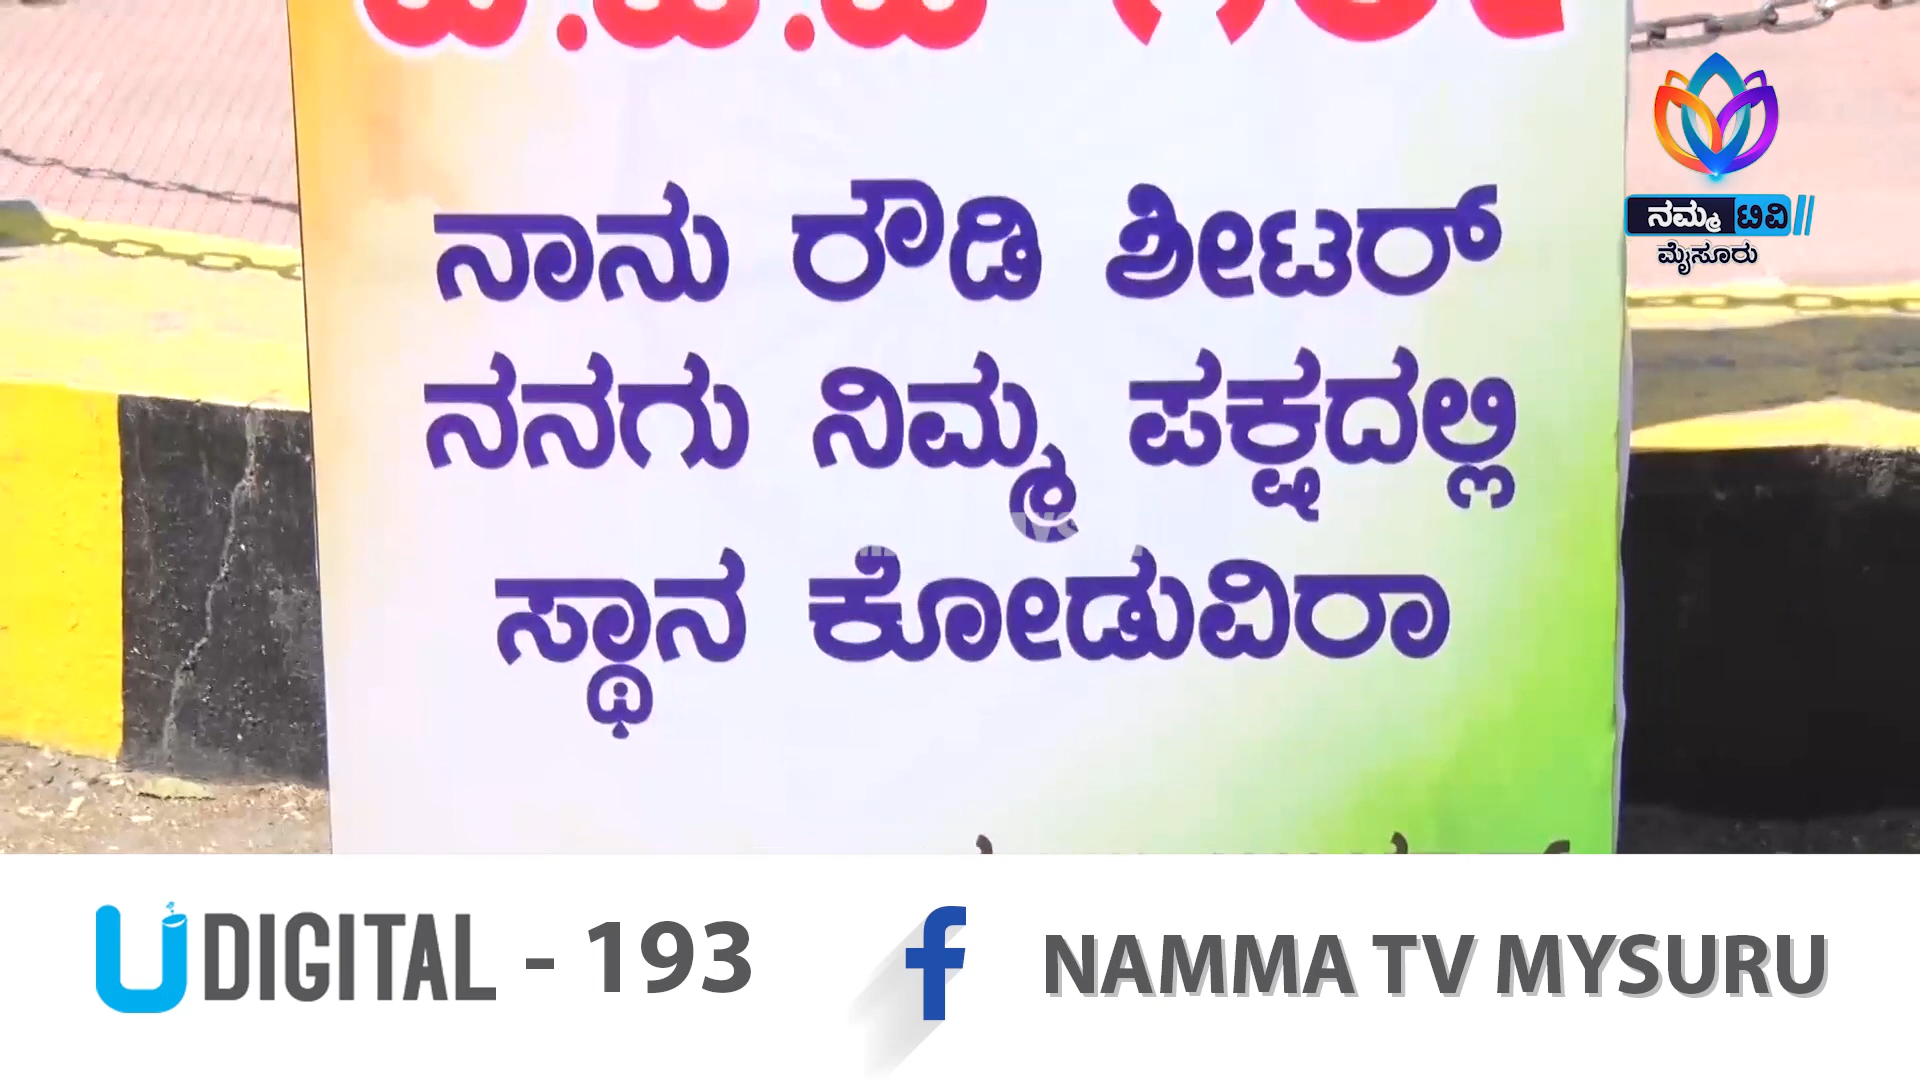 ನಮ್ಮ ಟಿವಿ
ಮೈಸೂರು
ನಾನು ರೌಡಿ ಶೀಟರ್
ನನಗು ನಿಮ್ಮ ಪಕ್ಷದಲ್ಲಿ
ಸ್ಥಾನ ಕೋಡುವಿರಾ
U DIGITAL - 193
f NAMMA TV MYSURU